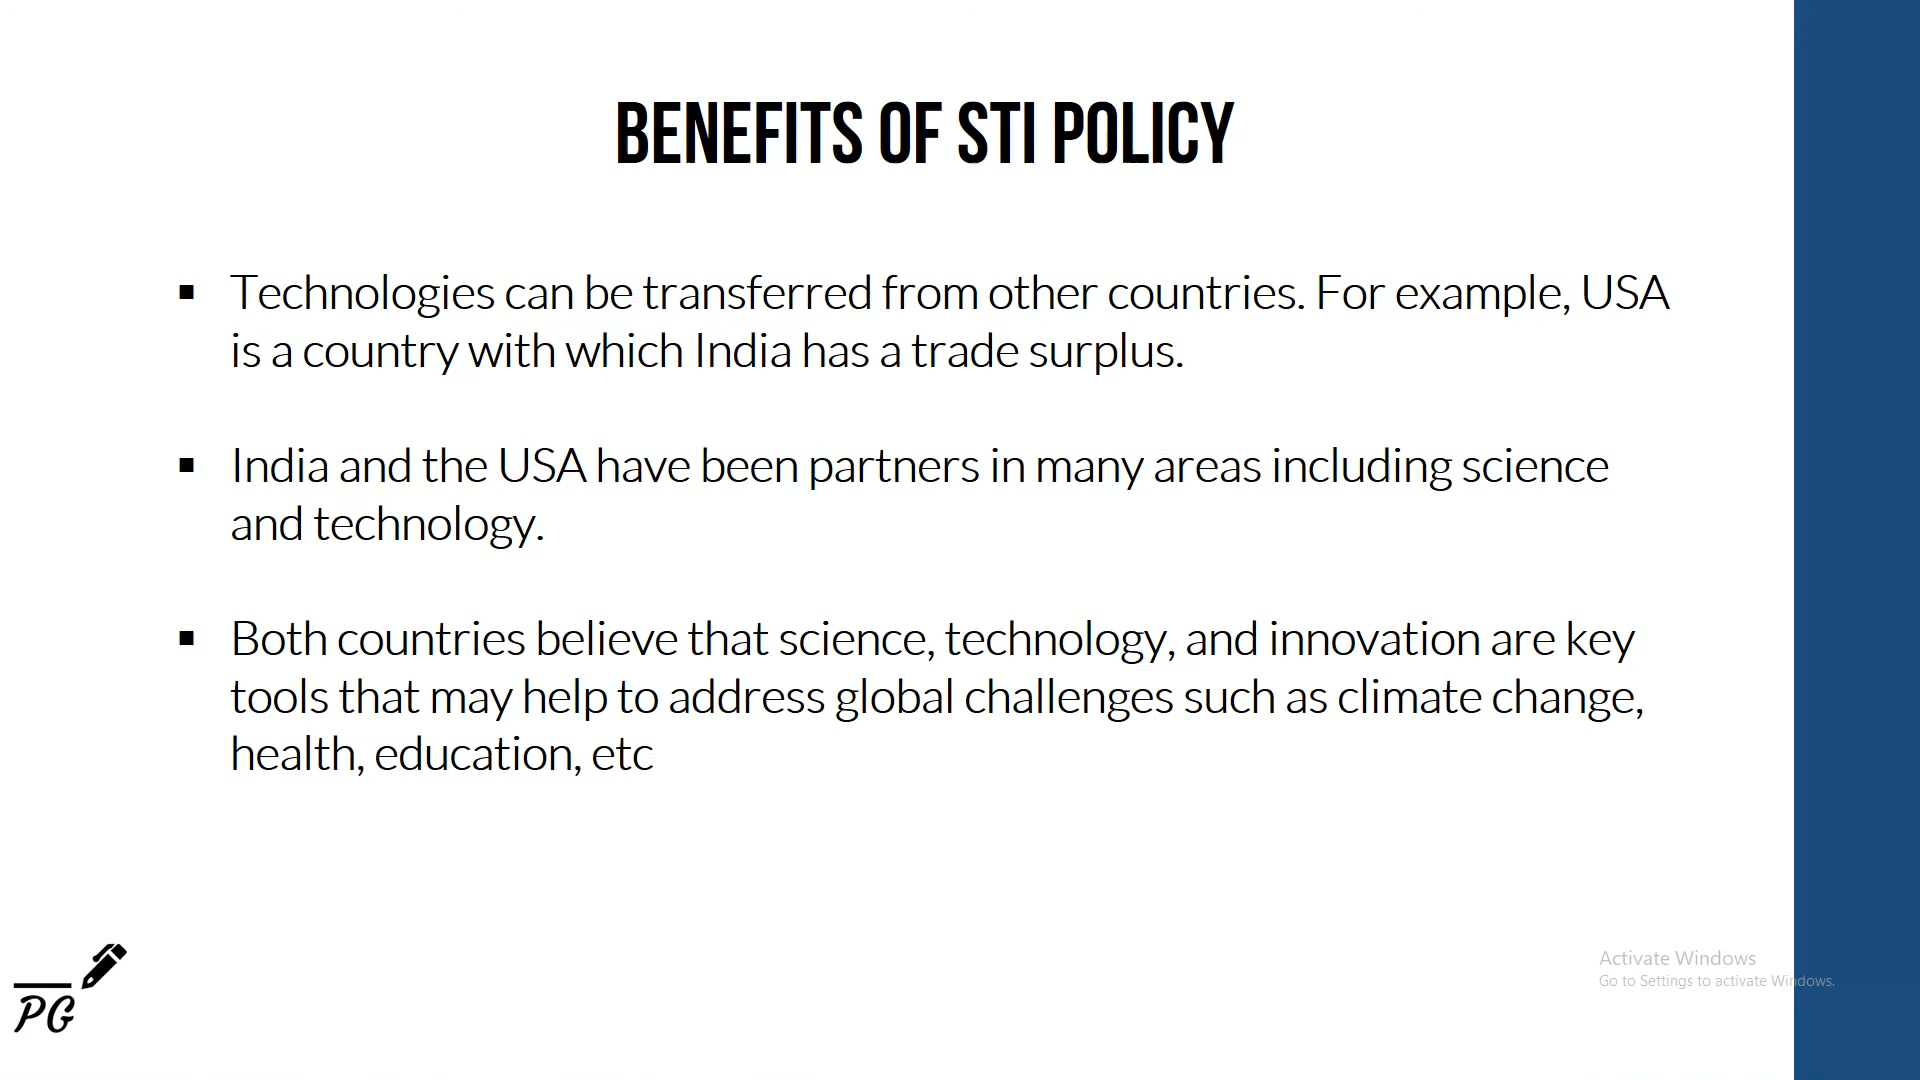 BENEFITS OF STI POLICY
▪ Technologies can be transferred from other countries. For example, USA
is a country with which India has a trade surplus.
▪ India and the USA have been partners in many areas including science
and technology.
▪ Both countries believe that science, technology, and innovation are key
tools that may help to address global challenges such as climate change,
health, education, etc
PG
Activate Windows
Go to Settings to activate Windows.